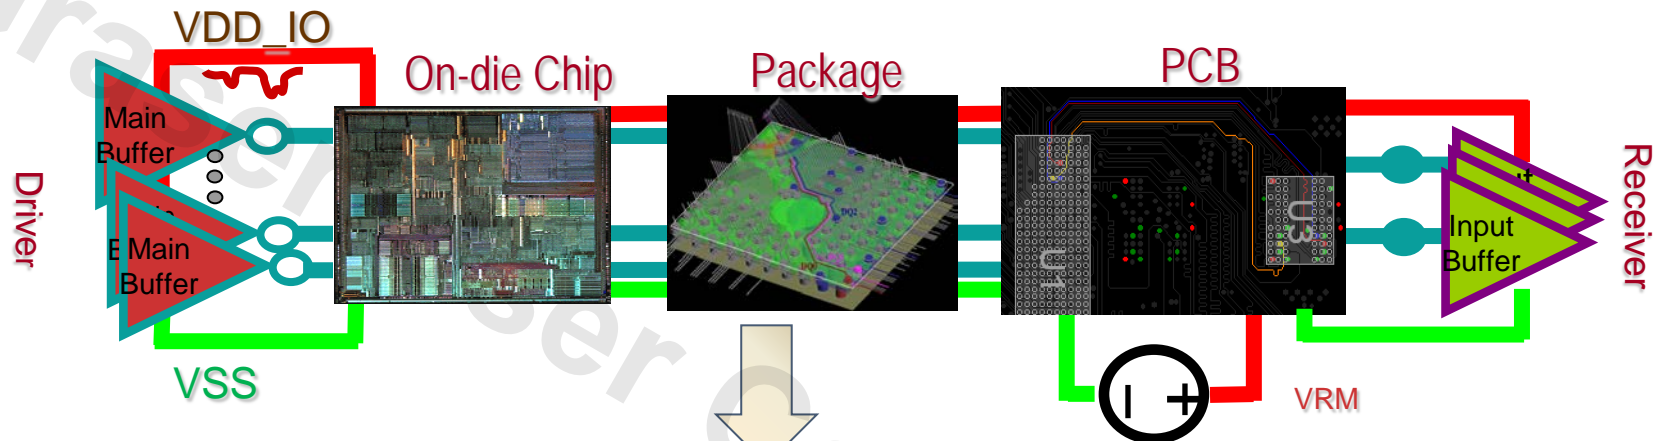 VDD_IO
On-die Chip
Package
PCB
Main
Buffer
Driver
Main
Buffer
VSS
U1
U3
Input
Buffer
Receiver
VRM